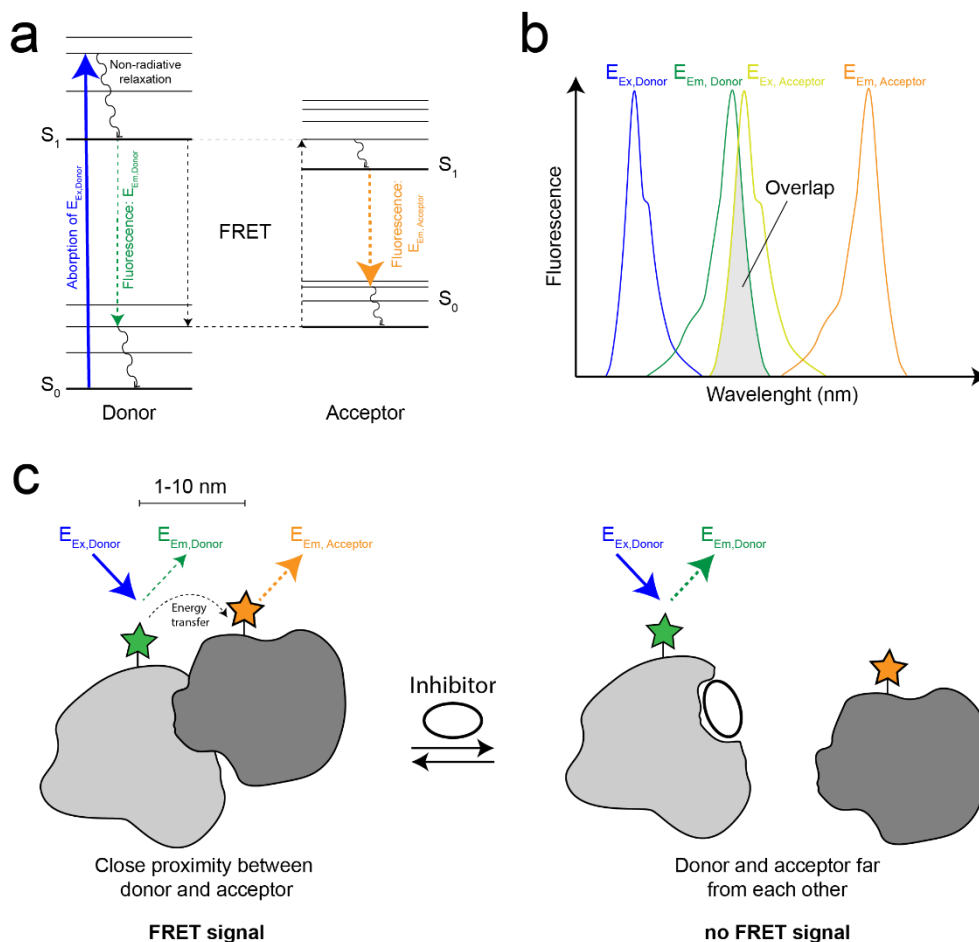 a
Non-radiative
relaxation
S1
Aborption of EEx,Donor
Fluorescence: EEm,Donor
FRET
S1
Fluorescence:
EEm, Acceptor
S0
S0
Donor
Acceptor
b
EEx,Donor
EEm, Donor
EEx, Acceptor
EEm, Acceptor
Overlap
Fluorescence
Wavelenght (nm)
c
1-10 nm
EEx,Donor
EEm,Donor
EEm, Acceptor
Energy
transfer
Close proximity between
donor and acceptor
FRET signal
Inhibitor
EEx,Donor
EEm,Donor
Donor and acceptor far
from each other
no FRET signal